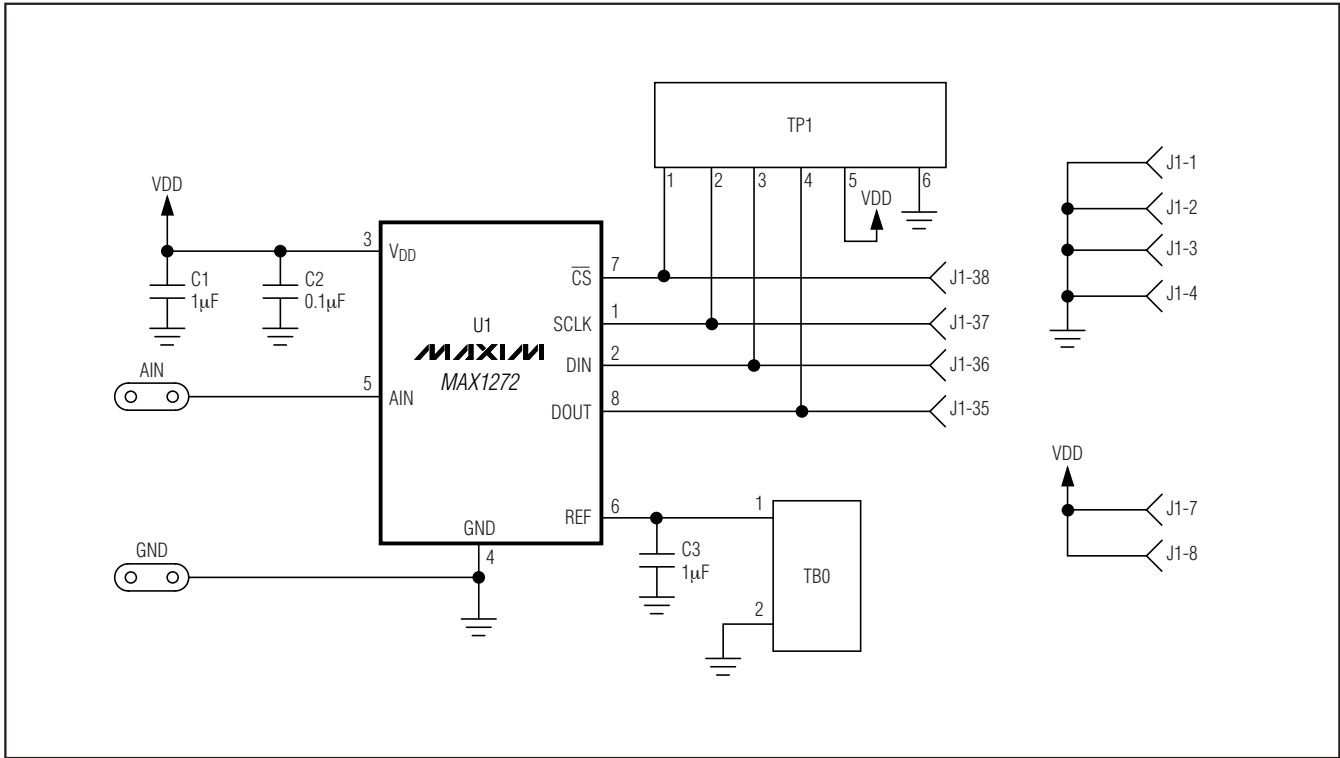 TP1
1 2 3 4 5 6
VDD
VDD
3 VDD
C1
1µF
C2
0.1µF
AIN
5 AIN
GND
U1
MAXIM
MAX1272
C̅S̅ 7
SCLK 1
DIN 2
DOUT 8
REF 6
GND
4
J1-38
J1-37
J1-36
J1-35
C3
1µF
1
2
TB0
J1-1
J1-2
J1-3
J1-4
VDD
J1-7
J1-8